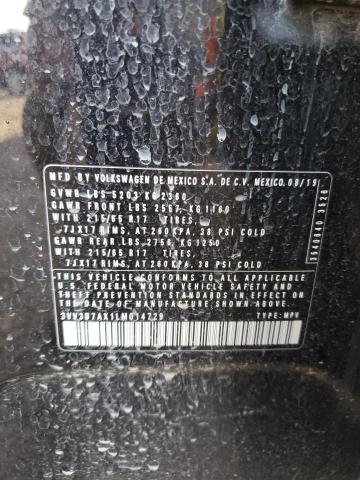 MFD BY VOLKSWAGEN DE MEXICO S.A. DE C.V. MEXICO. 08/19
GVWR LBS 5203 KG 2360
GAWR FRONT LBS 2557, KG 1160
WITH 215/65 R17 TIRES,
7JX17 RIMS, AT 260 KPA, 38 PSI COLD
GAWR REAR LBS. 2756, KG 1250
WITH 215/65 R17 TIRES,
7JX17 RIMS, AT 260 KPA, 38 PSI COLD
THIS VEHICLE CONFORMS TO ALL APPLICABLE
U.S. FEDERAL MOTOR VEHICLE SAFETY AND
THEFT PREVENTION STANDARDS IN EFFECT ON
THE DATE OF MANUFACTURE SHOWN ABOVE
3VV3B7AX1LM014729 TYPE: MPV